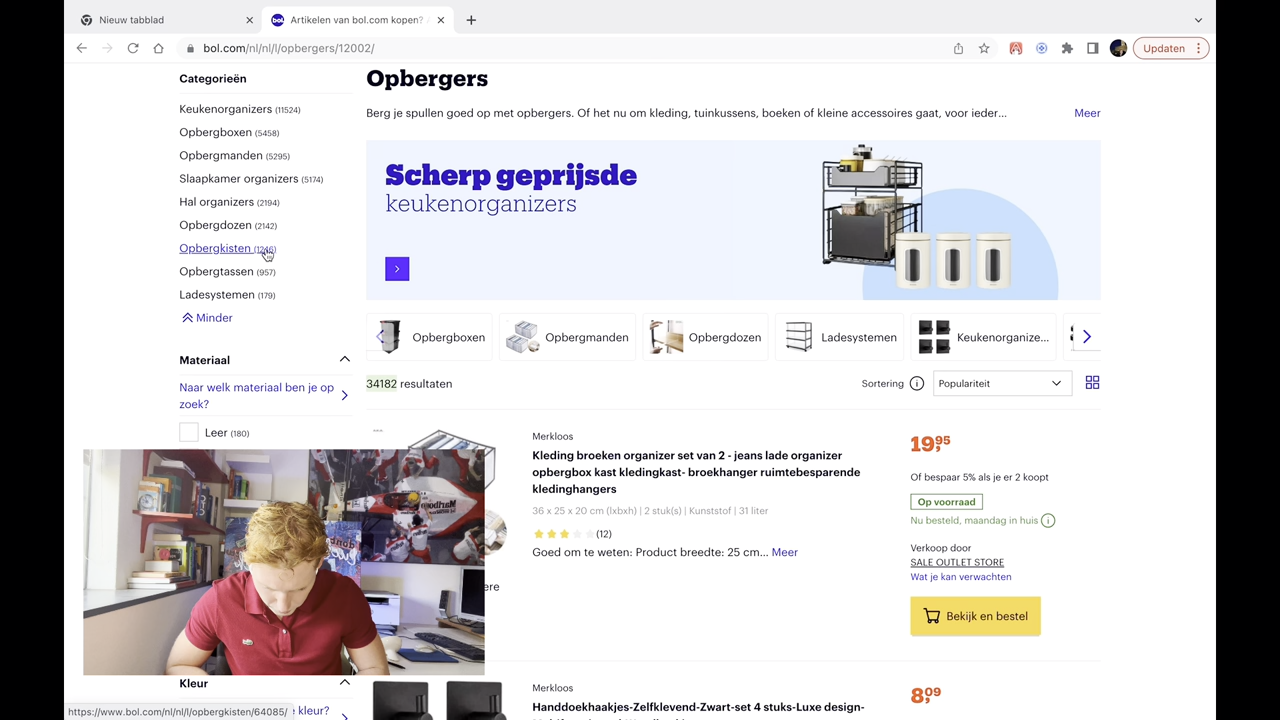 Nieuw tabblad
bol
Artikelen van bol.com kopen?
bol.com/nl/nl/l/opbergers/12002/
Updaten
Categorieën
Keukenorganizers (11524)
Opbergboxen (5458)
Opbergmanden (5295)
Slaapkamer organizers (5174)
Hal organizers (2194)
Opbergdozen (2142)
Opbergkisten
Opbergtassen (957)
Ladesystemen (179)
Minder
Materiaal
Naar welk materiaal ben je op
zoek?
Leer (180)
Kleur
kleur?
https://www.bol.com/nl/nl/l/opbergkisten/64085/
Opbergers
Berg je spullen goed op met opbergers. Of het nu om kleding, tuinkussens, boeken of kleine accessoires gaat, voor ieder...
Meer
Scherp geprijsde
keukenorganizers
Opbergboxen
Opbergmanden
Opbergdozen
Ladesystemen
Keukenorganize...
34182 resultaten
Sortering
Populariteit
Merkloos
Kleding broeken organizer set van 2 - jeans lade organizer
opbergbox kast kledingkast- broekhanger ruimtebesparende
kledinghangers
36 x 25 x 20 cm (lxbxh) | 2 stuk(s) | Kunststof | 31 liter
(12)
Goed om te weten: Product breedte: 25 cm... Meer
ere
19,95
Of bespaar 5% als je er 2 koopt
Op voorraad
Nu besteld, maandag in huis
Verkoop door
SALE OUTLET STORE
Wat je kan verwachten
Bekijk en bestel
Merkloos
Handdoekhaakjes-Zelfklevend-Zwart-set 4 stuks-Luxe design-
8,09